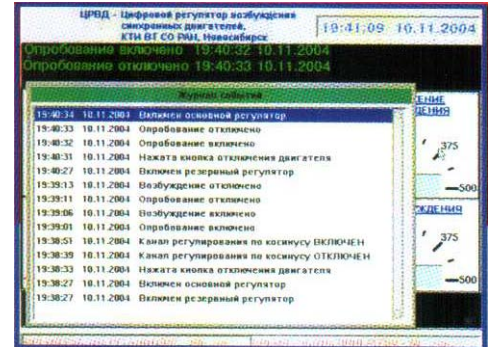 ЦРВД - Цифровой регулятор возбуждения
синхронных двигателей.
КТИ ВТ СО РАН, Новосибирск
19:41:09 10.11.2004
Опробование включено 19:40:32 10.11.2004
Опробование отключено 19:40:33 10.11.2004
Журнал событий
19:40:34 10.11.2004 Включен основной регулятор
19:40:33 10.11.2004 Опробование отключено
19:40:32 10.11.2004 Опробование включено
19:40:31 10.11.2004 Нажата кнопка отключения двигателя
19:40:27 10.11.2004 Включен резервный регулятор
19:39:13 10.11.2004 Возбуждение отключено
19:39:11 10.11.2004 Опробование отключено
19:39:06 10.11.2004 Возбуждение включено
19:39:01 10.11.2004 Опробование включено
19:38:51 10.11.2004 Канал регулирования по косинусу ВКЛЮЧЕН
19:38:39 10.11.2004 Канал регулирования по косинусу ОТКЛЮЧЕН
19:38:33 10.11.2004 Нажата кнопка отключения двигателя
19:38:27 10.11.2004 Включен основной регулятор
19:38:27 10.11.2004 Включен резервный регулятор
ЖЕНИЕ
ДЕНИЯ
375
500
ЖДЕНИЯ
375
500